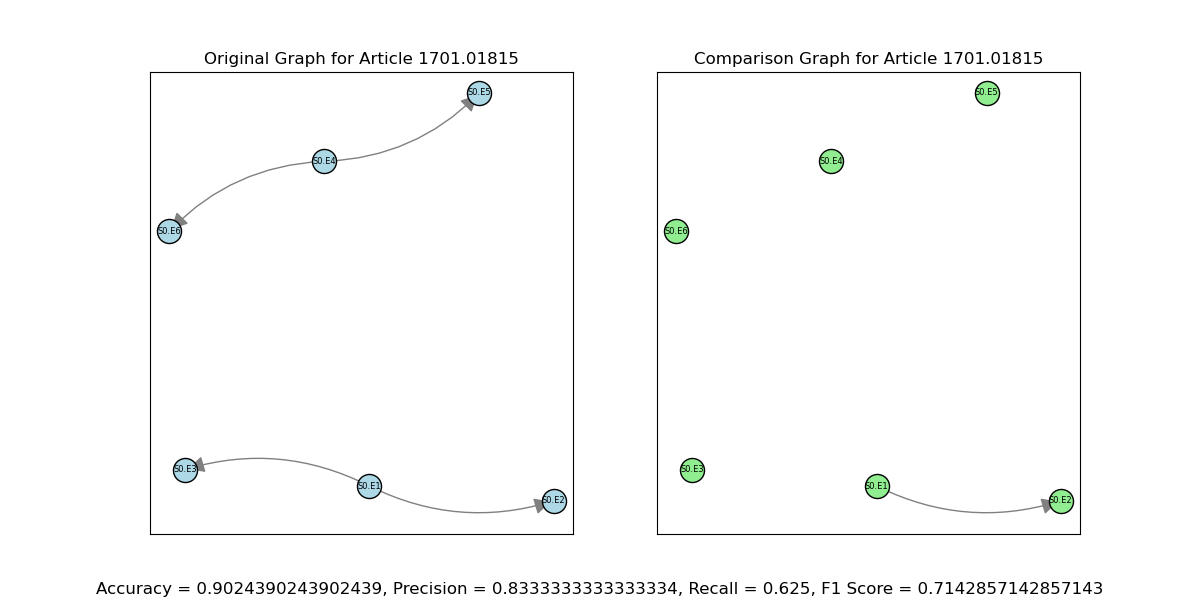 Original Graph for Article 1701.01815
Comparison Graph for Article 1701.01815
S0.E5
S0.E5
S0.E4
S0.E4
S0.E6
S0.E6
S0.E3
S0.E3
S0.E1
S0.E1
S0.E2
S0.E2
Accuracy = 0.9024390243902439, Precision = 0.8333333333333334, Recall = 0.625, F1 Score = 0.7142857142857143